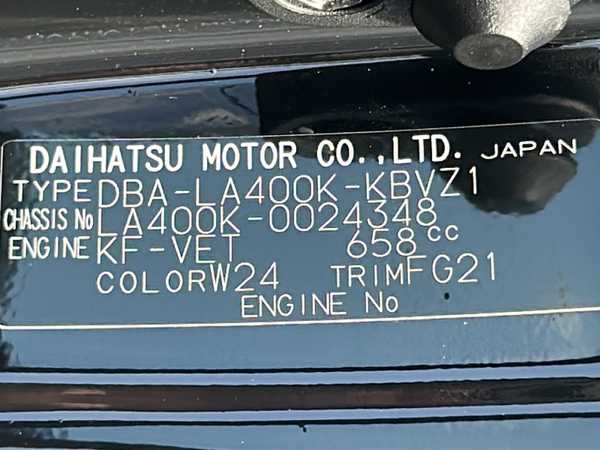 DAIHATSU MOTOR CO.,LTD. JAPAN
TYPE DBA-LA400K-KBVZ1
CHASSIS No LA400K-0024348
ENGINE KF-VET 658cc
COLOR W24 TRIM FG21
ENGINE No